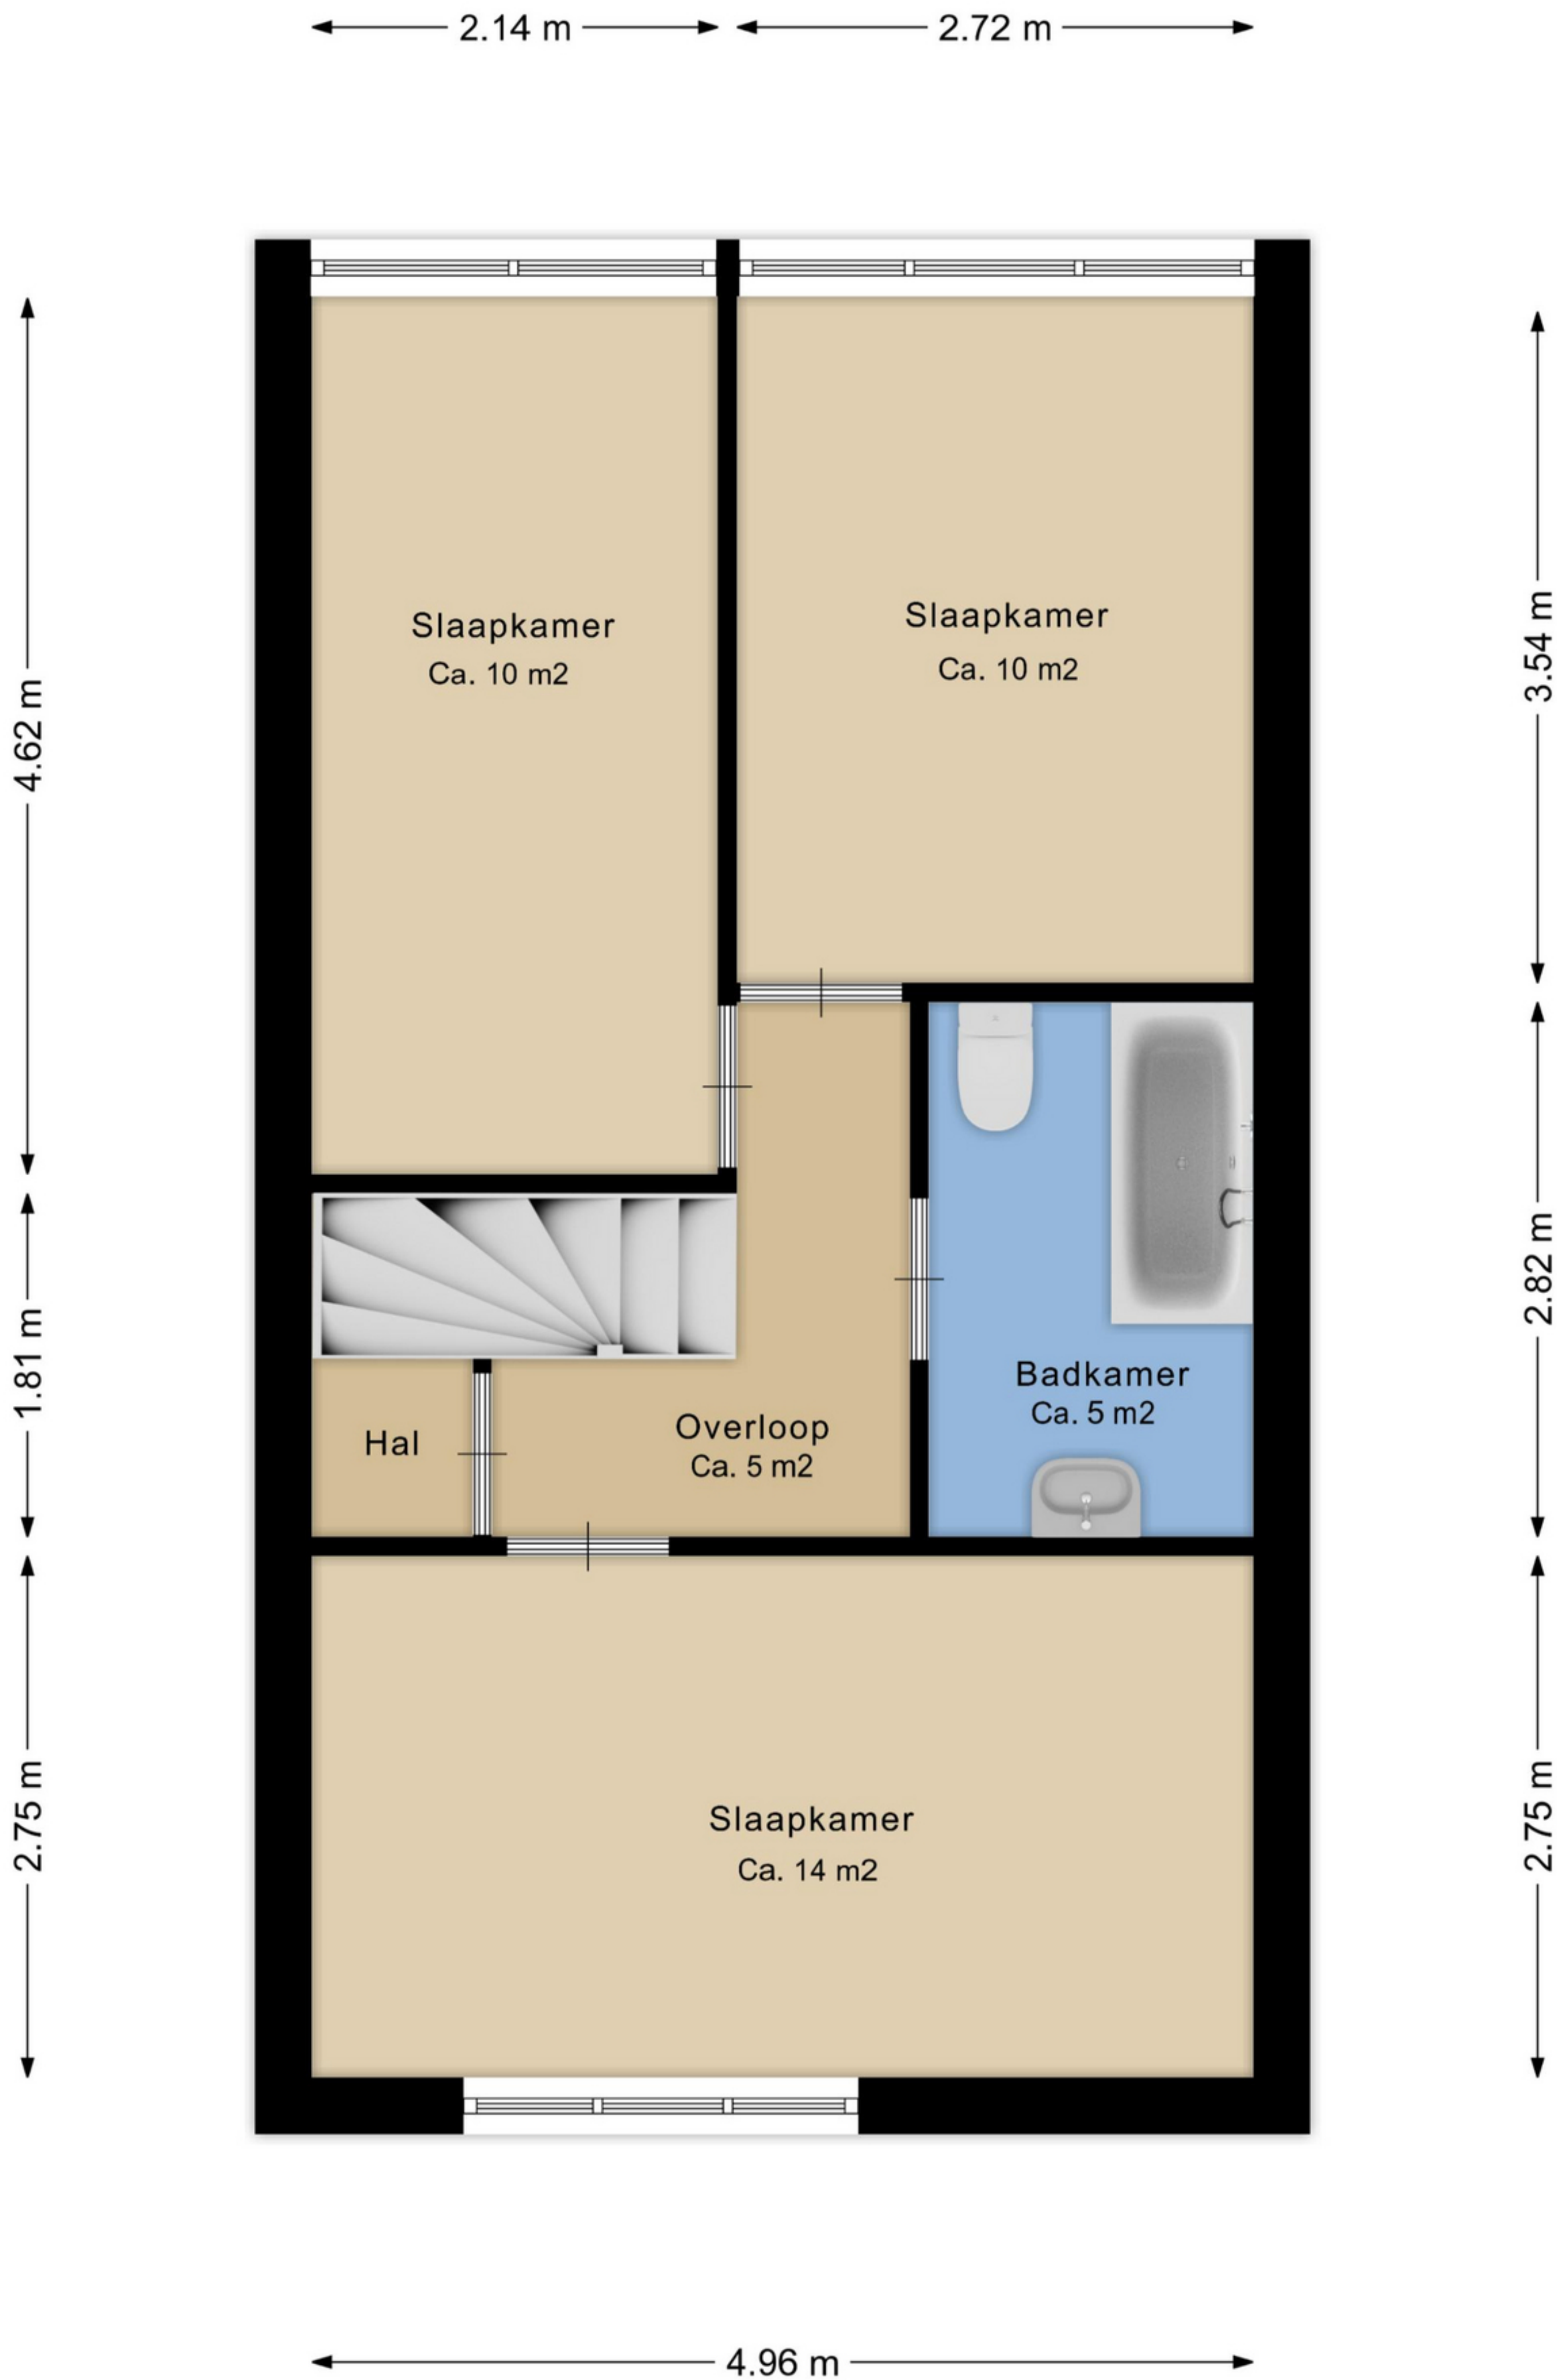 2.14 m
2.72 m
Slaapkamer
Ca. 10 m2
Slaapkamer
Ca. 10 m2
4.62 m
3.54 m
1.81 m
2.82 m
Hal
Overloop
Ca. 5 m2
Badkamer
Ca. 5 m2
2.75 m
2.75 m
Slaapkamer
Ca. 14 m2
4.96 m